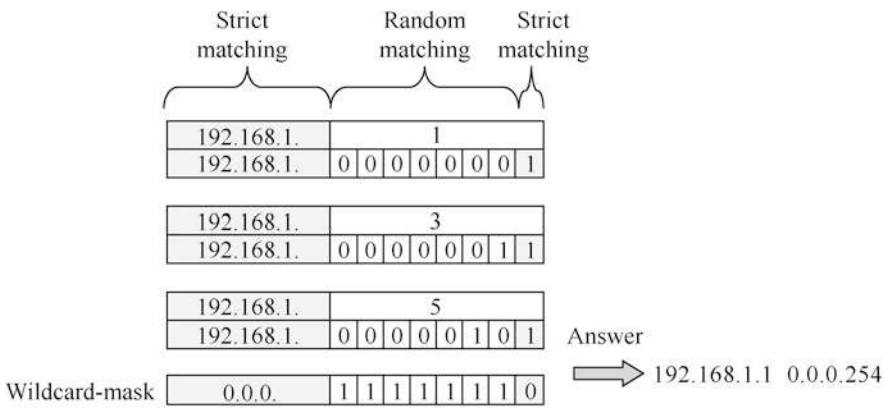 Strict matching
Random matching
Strict matching
192.168.1. 1
192.168.1. 0 0 0 0 0 0 0 1
192.168.1. 3
192.168.1. 0 0 0 0 0 0 1 1
192.168.1. 5
192.168.1. 0 0 0 0 0 1 0 1
Answer
192.168.1.1 0.0.0.254
Wildcard-mask 0.0.0. 1 1 1 1 1 1 1 0